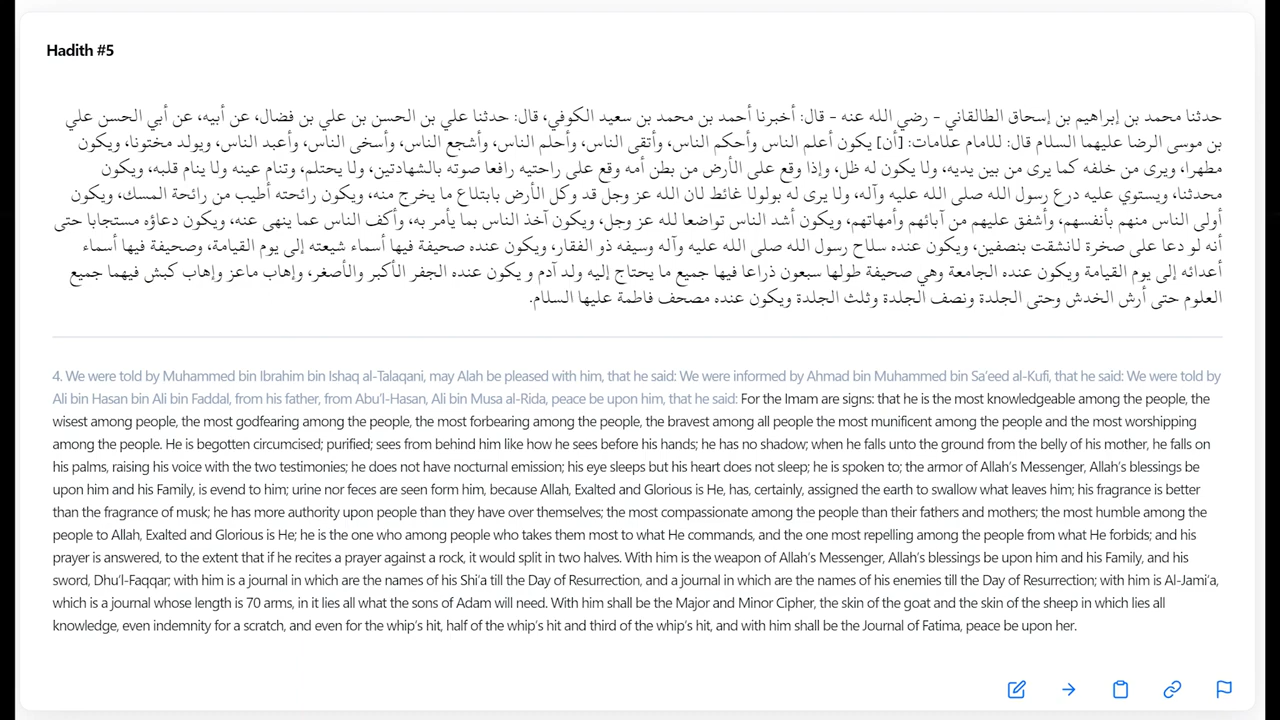 Hadith #5
حدثنا محمد بن إبراهيم بن إسحاق الطالقاني - رضي الله عنه - قال: أخبرنا أحمد بن محمد بن سعيد الكوفي، قال: حدثنا علي بن الحسن بن علي بن فضال، عن أبيه، عن أبي الحسن علي
بن موسى الرضا عليهما السلام قال: للامام علامات: [أن] يكون أعلم الناس وأحكم الناس، وأتقى الناس، وأحلم الناس، وأشجع الناس، وأسخى الناس، وأعبد الناس، ويولد مختونا، ويكون
مطهرا، ويرى من خلفه كما يرى من بين يديه، ولا يكون له ظل، وإذا وقع على الأرض من بطن أمه وقع على راحتيه رافعا صوته بالشهادتين، ولا يحتلم، وتنام عينه ولا ينام قلبه، ويكون
محدثنا، ويستوي عليه درع رسول الله صلى الله عليه وآله، ولا يرى له بولولا غائط لان الله عز وجل قد وكل الأرض بابتلاع ما يخرج منه، ويكون رائحته أطيب من رائحة المسك، ويكون
أولى الناس منهم بأنفسهم، وأشفق عليهم من آبائهم وأمهاتهم، ويكون أشد الناس تواضعا لله عز وجل، ويكون آخذ الناس بما يأمر به، وأكف الناس عما ينهى عنه، ويكون دعاؤه مستجابا حتى
أنه لو دعا على صخرة لانشقت بنصفين، ويكون عنده سلاح رسول الله صلى الله عليه وآله وسيفه ذو الفقار، ويكون عنده صحيفة فيها أسماء شيعته إلى يوم القيامة، وصحيفة فيها أسماء
أعدائه إلى يوم القيامة ويكون عنده الجامعة وهي صحيفة طولها سبعون ذراعا فيها جميع ما يحتاج إليه ولد آدم و يكون عنده الجفر الأكبر والأصغر، وإهاب ماعز وإهاب كبش فيهما جميع
العلوم حتى أرش الخدش وحتى الجلدة ونصف الجلدة وثلث الجلدة ويكون عنده مصحف فاطمة عليها السلام.
4. We were told by Muhammed bin Ibrahim bin Ishaq al-Talaqani, may Alah be pleased with him, that he said: We were informed by Ahmad bin Muhammed bin Sa'eed al-Kufi, that he said: We were told by
Ali bin Hasan bin Ali bin Faddal, from his father, from Abu'l-Hasan, Ali bin Musa al-Rida, peace be upon him, that he said: For the Imam are signs: that he is the most knowledgeable among the people, the
wisest among people, the most godfearing among the people, the most forbearing among the people, the bravest among all people the most munificent among the people and the most worshipping
among the people. He is begotten circumcised; purified; sees from behind him like how he sees before his hands; he has no shadow; when he falls unto the ground from the belly of his mother, he falls on
his palms, raising his voice with the two testimonies; he does not have nocturnal emission; his eye sleeps but his heart does not sleep; he is spoken to; the armor of Allah's Messenger, Allah's blessings be
upon him and his Family, is evend to him; urine nor feces are seen form him, because Allah, Exalted and Glorious is He, has, certainly, assigned the earth to swallow what leaves him; his fragrance is better
than the fragrance of musk; he has more authority upon people than they have over themselves; the most compassionate among the people than their fathers and mothers; the most humble among the
people to Allah, Exalted and Glorious is He; he is the one who among people who takes them most to what He commands, and the one most repelling among the people from what He forbids; and his
prayer is answered, to the extent that if he recites a prayer against a rock, it would split in two halves. With him is the weapon of Allah's Messenger, Allah's blessings be upon him and his Family, and his
sword, Dhu'l-Faqqar; with him is a journal in which are the names of his Shi'a till the Day of Resurrection, and a journal in which are the names of his enemies till the Day of Resurrection; with him is Al-Jami'a,
which is a journal whose length is 70 arms, in it lies all what the sons of Adam will need. With him shall be the Major and Minor Cipher, the skin of the goat and the skin of the sheep in which lies all
knowledge, even indemnity for a scratch, and even for the whip's hit, half of the whip's hit and third of the whip's hit, and with him shall be the Journal of Fatima, peace be upon her.